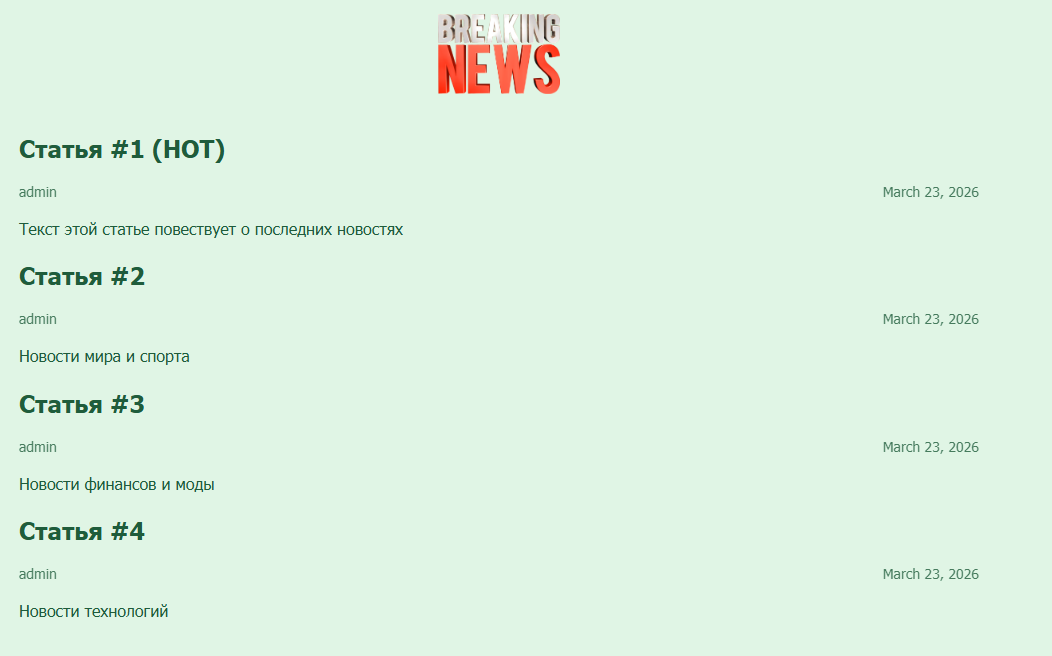 BREAKING
NEWS
Статья #1 (HOT)
admin March 23, 2026
Текст этой статье повествует о последних новостях
Статья #2
admin March 23, 2026
Новости мира и спорта
Статья #3
admin March 23, 2026
Новости финансов и моды
Статья #4
admin March 23, 2026
Новости технологий